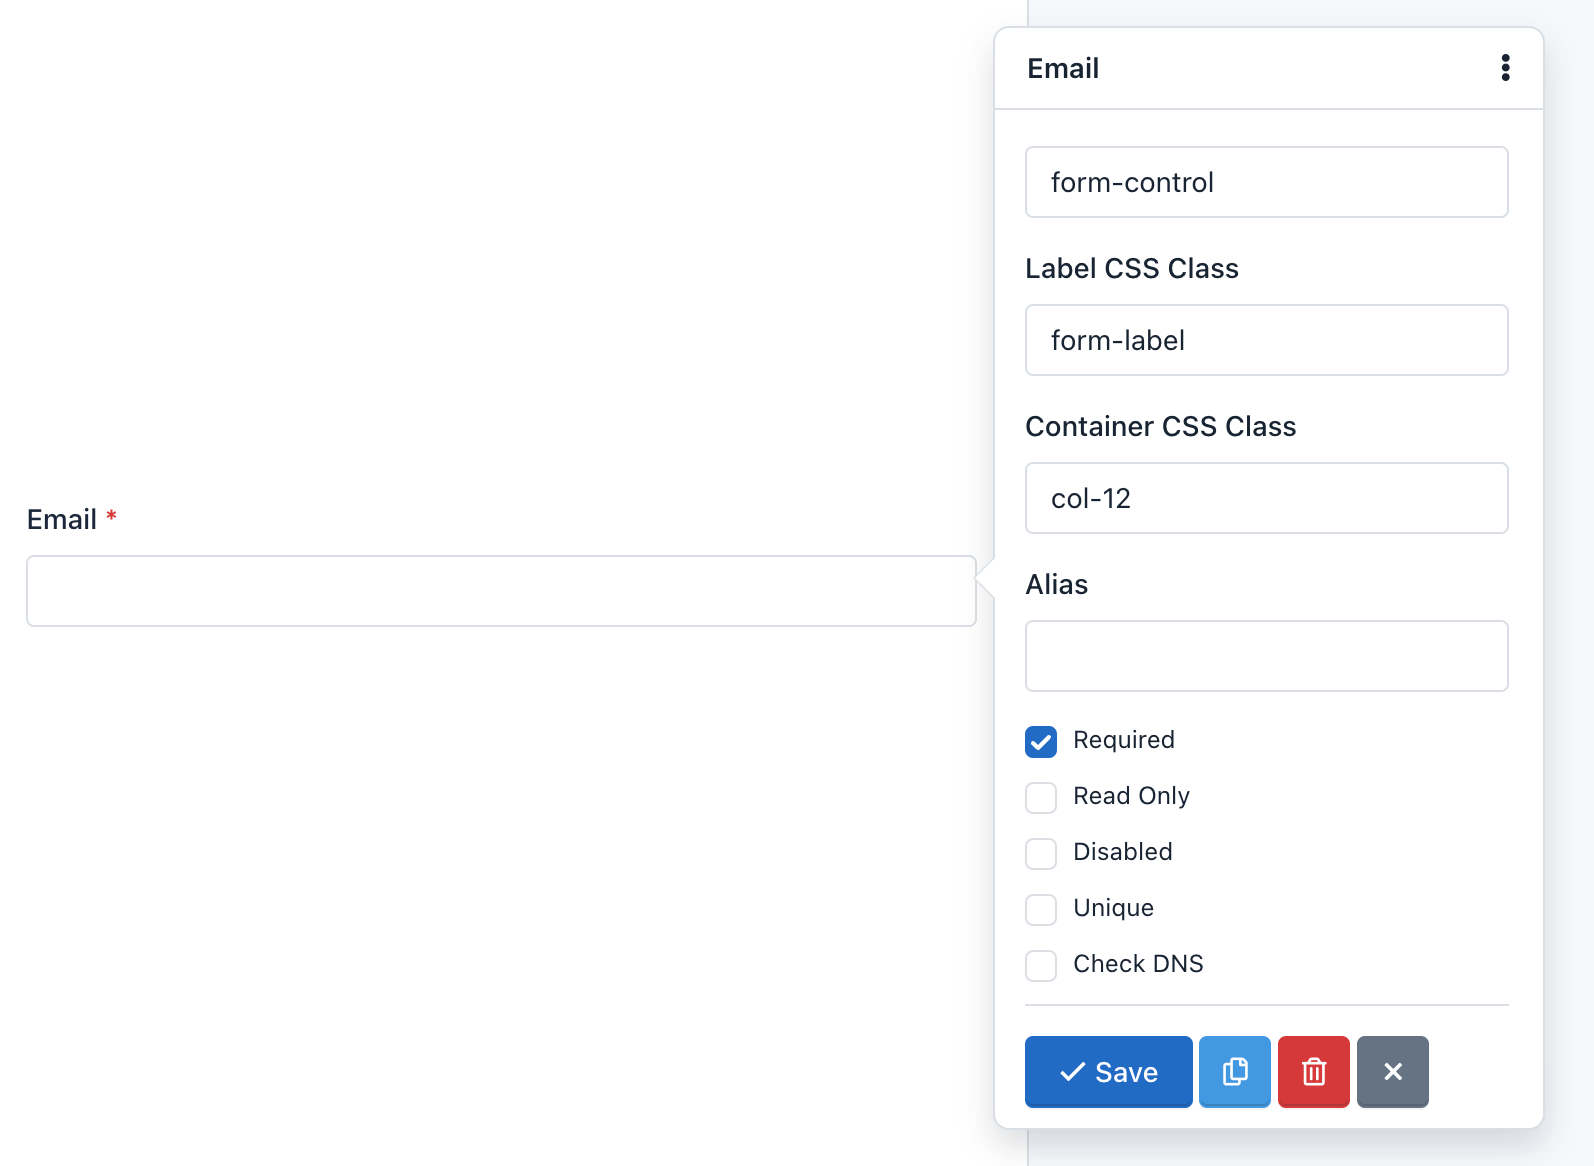 Email *
Email
form-control
Label CSS Class
form-label
Container CSS Class
col-12
Alias
Required
Read Only
Disabled
Unique
Check DNS
Save